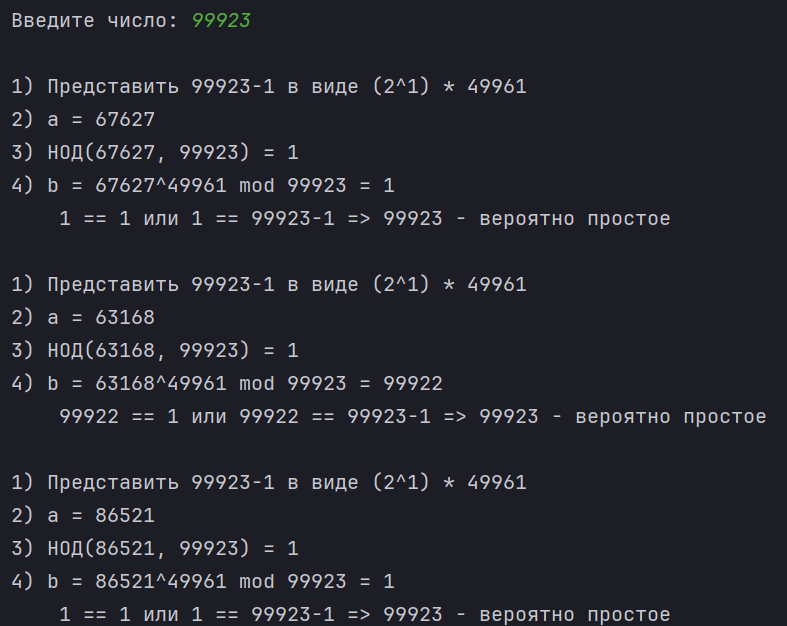 Введите число: 99923
1) Представить 99923-1 в виде (2^1) * 49961
2) a = 67627
3) НОД(67627, 99923) = 1
4) b = 67627^49961 mod 99923 = 1
1 == 1 или 1 == 99923-1 => 99923 - вероятно простое
1) Представить 99923-1 в виде (2^1) * 49961
2) a = 63168
3) НОД(63168, 99923) = 1
4) b = 63168^49961 mod 99923 = 99922
99922 == 1 или 99922 == 99923-1 => 99923 - вероятно простое
1) Представить 99923-1 в виде (2^1) * 49961
2) a = 86521
3) НОД(86521, 99923) = 1
4) b = 86521^49961 mod 99923 = 1
1 == 1 или 1 == 99923-1 => 99923 - вероятно простое